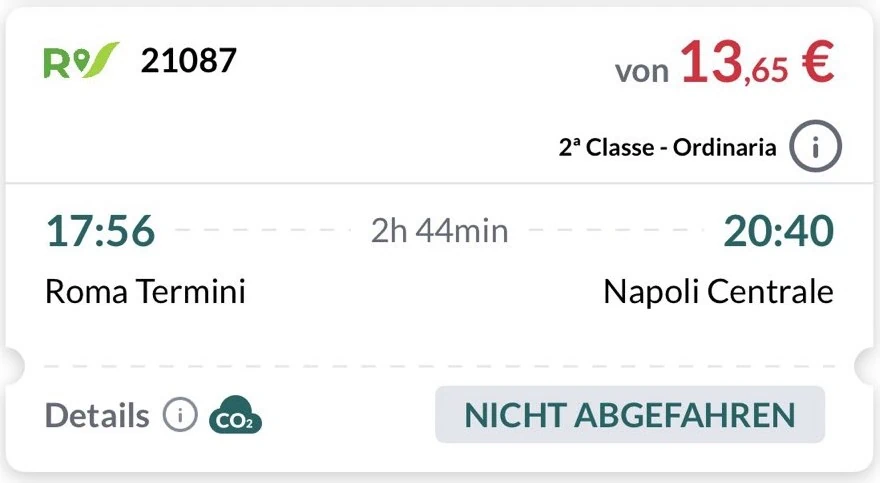 RV 21087
von 13,65 €
2ª Classe - Ordinaria
17:56 2h 44min 20:40
Roma Termini Napoli Centrale
Details CO₂ NICHT ABGEFAHREN